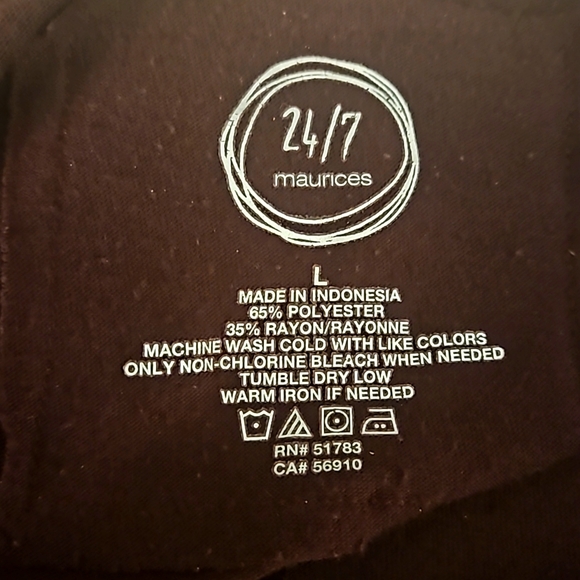 24/7
maurices
L
MADE IN INDONESIA
65% POLYESTER
35% RAYON/RAYONNE
MACHINE WASH COLD WITH LIKE COLORS
ONLY NON-CHLORINE BLEACH WHEN NEEDED
TUMBLE DRY LOW
WARM IRON IF NEEDED
RN# 51783
CA# 56910